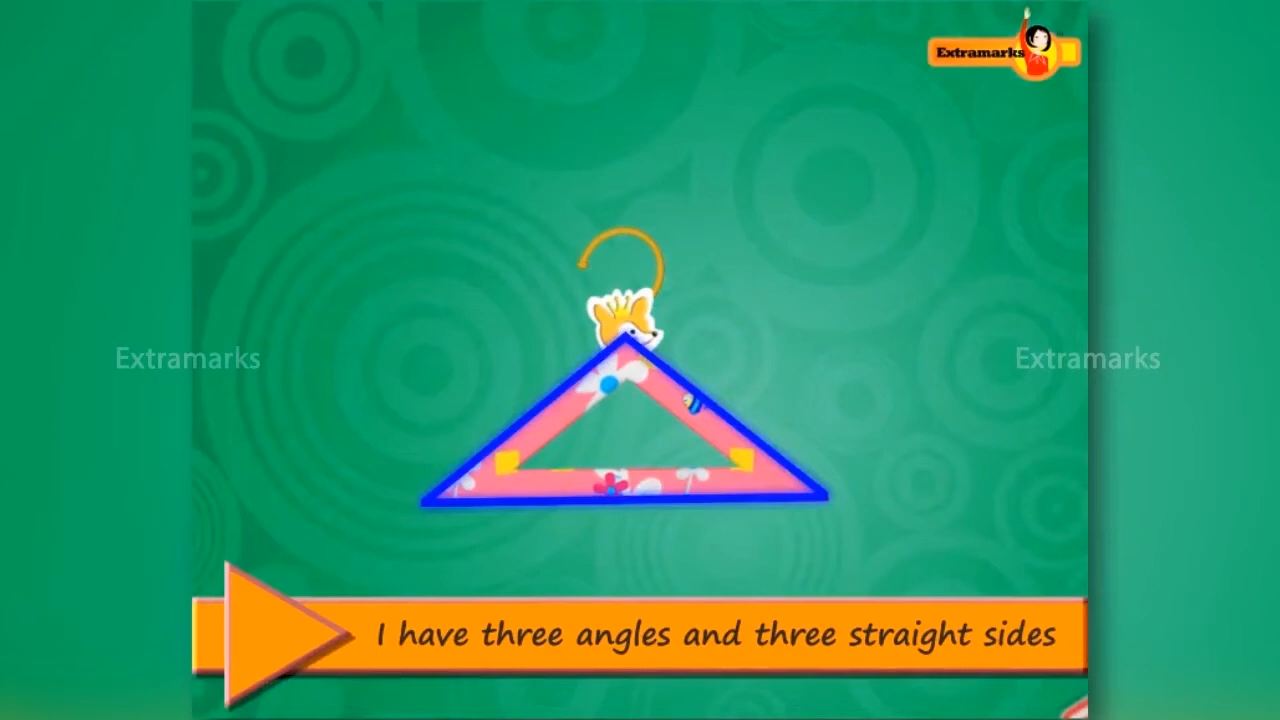 Extramarks
Extramarks
Extramarks
I have three angles and three straight sides